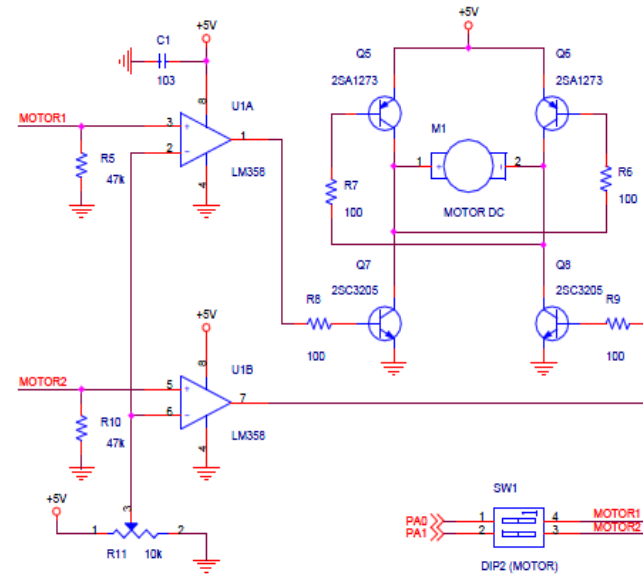 +5V
+5V
C1
103
Q5
2SA1273
Q6
2SA1273
8
U1A
MOTOR1
3
+
1
2
-
LM358
4
R5
47k
M1
1
+
-
2
MOTOR DC
R7
100
R6
100
Q7
2SC3205
Q8
2SC3205
R8
100
R9
100
+5V
8
U1B
MOTOR2
5
+
7
6
-
LM358
4
R10
47k
+5V
3
1
2
R11
10k
SW1
PA0
1
4
MOTOR1
PA1
2
3
MOTOR2
DIP2 (MOTOR)